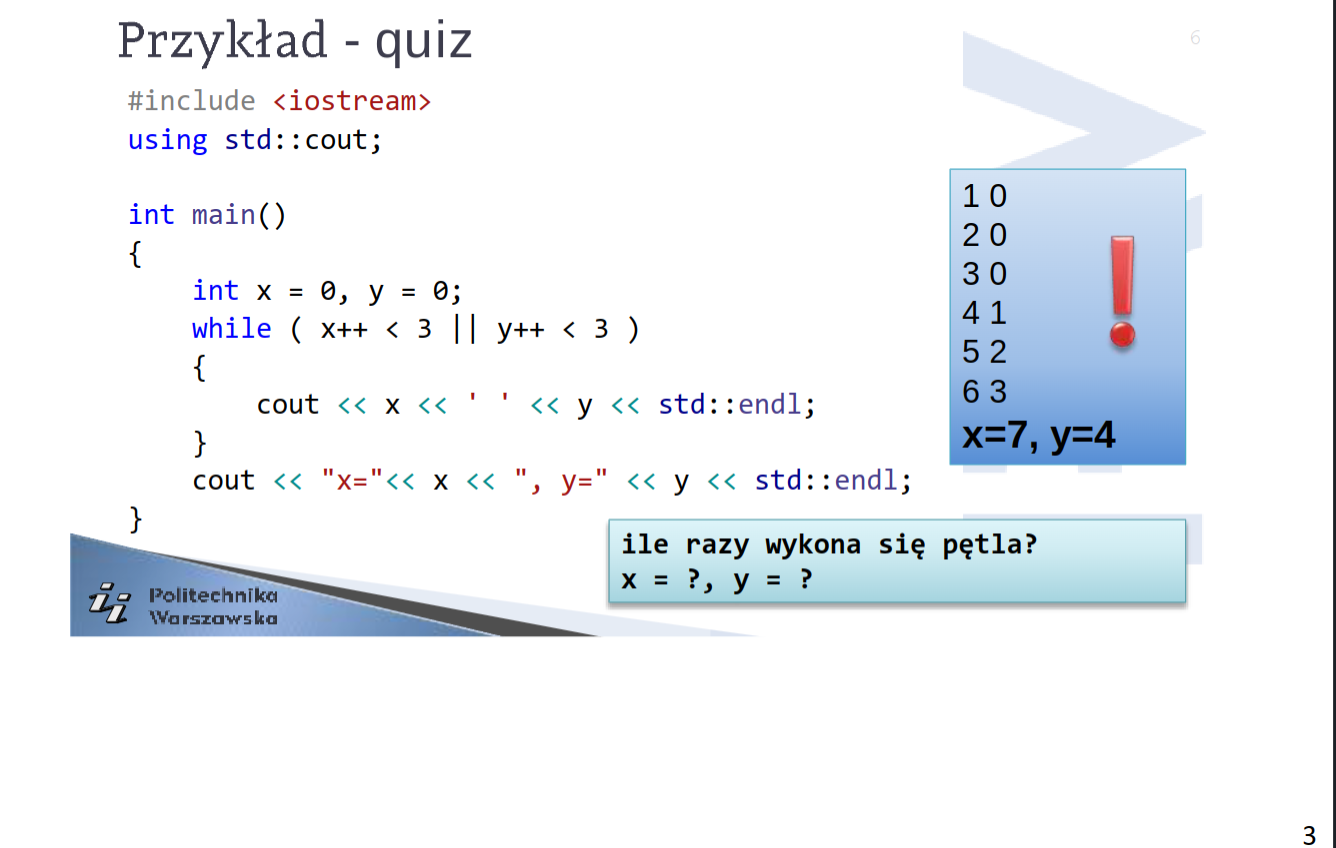 Przykład - quiz
6
#include <iostream>
using std::cout;
int main()
{
    int x = 0, y = 0;
    while ( x++ < 3 || y++ < 3 )
    {
        cout << x << ' ' << y << std::endl;
    }
    cout << "x="<< x << ", y=" << y << std::endl;
}
1 0
2 0
3 0
4 1
5 2
6 3
x=7, y=4
!
ile razy wykona się pętla?
x = ?, y = ?
Politechnika
Warszawska
3